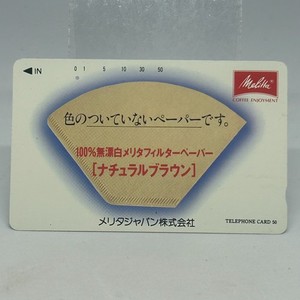 IN
0 1 5 10 30 50
Melitta
COFFEE ENJOYMENT
色のついていないペーパーです。
100%無漂白メリタフィルターペーパー
[ナチュラルブラウン]
メリタジャパン株式会社
TELEPHONE CARD 50